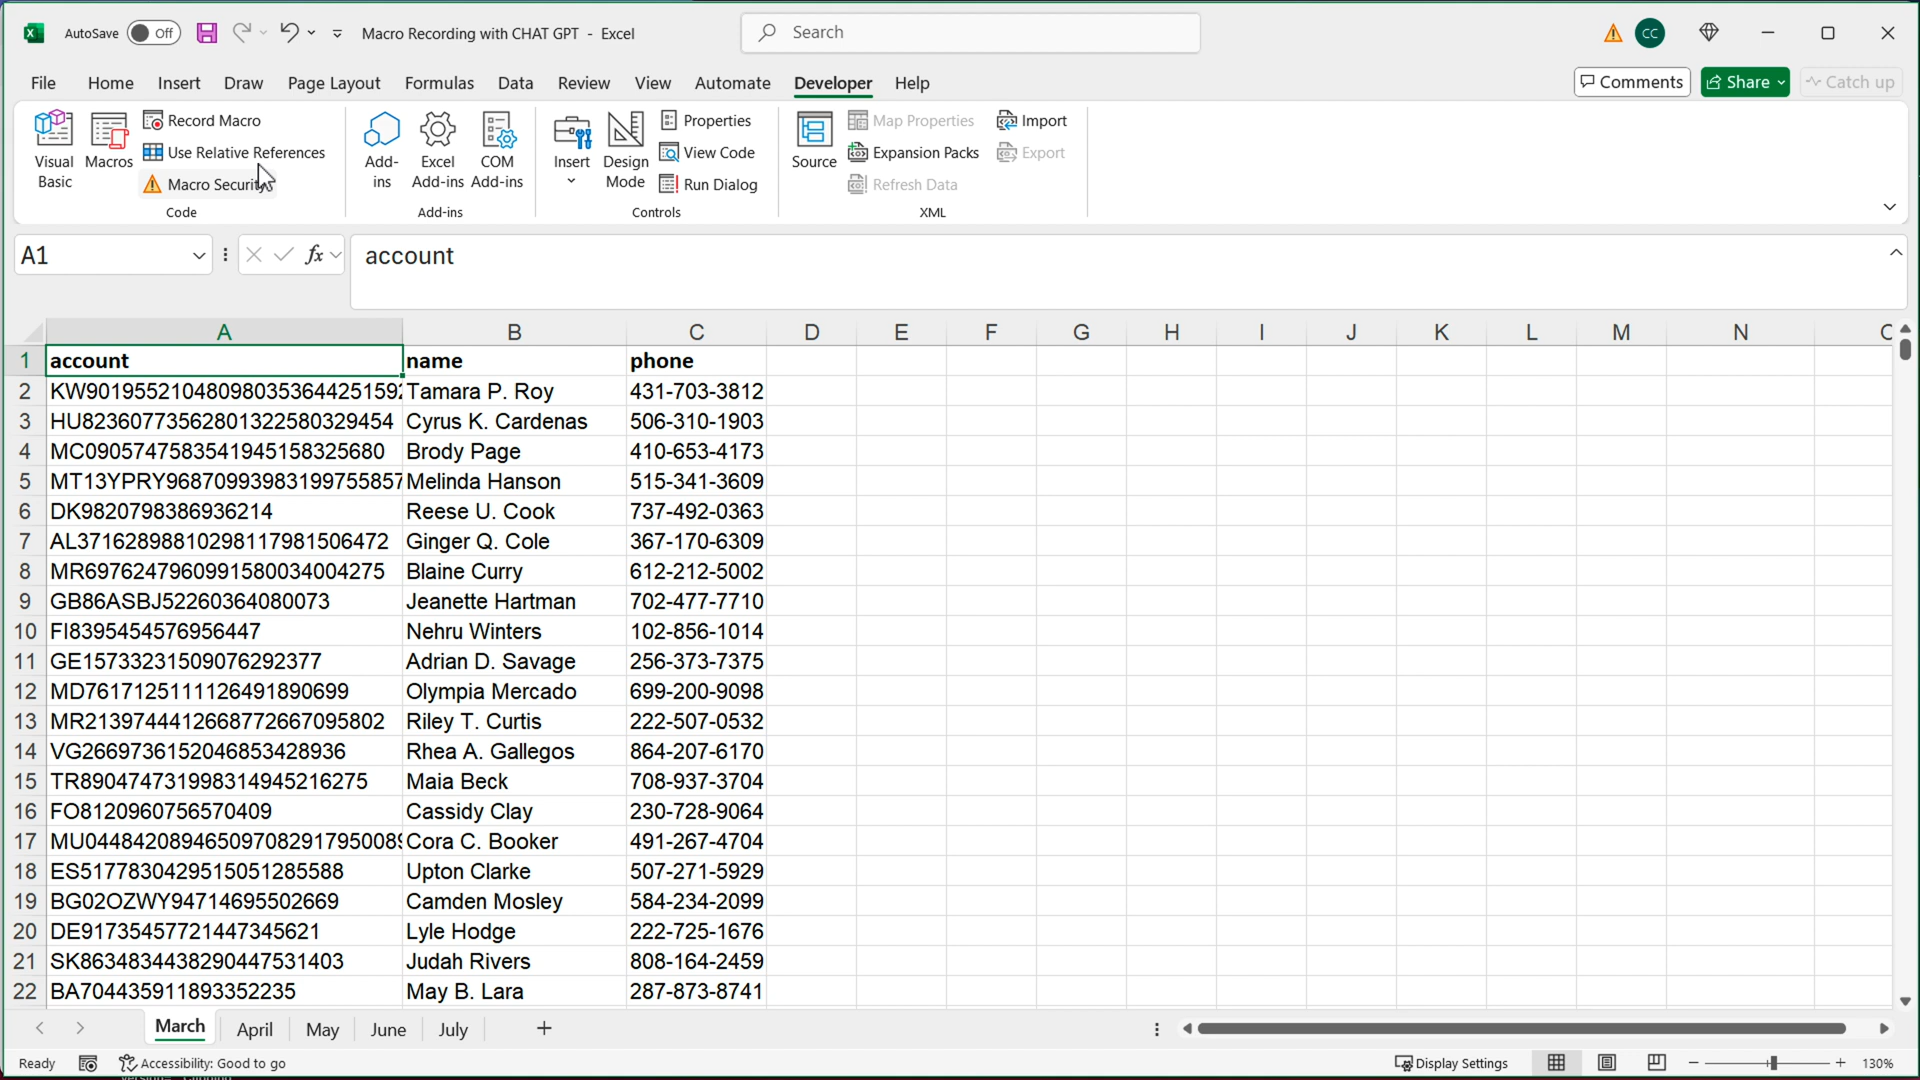 AutoSave Off Macro Recording with CHAT GPT - Excel Search CC
File Home Insert Draw Page Layout Formulas Data Review View Automate Developer Help Comments Share Catch up
Visual Basic
Macros
Record Macro
Use Relative References
Macro Security
Code
Add-ins
Excel Add-ins
COM Add-ins
Add-ins
Insert
Design Mode
Properties
View Code
Run Dialog
Controls
Source
Map Properties
Expansion Packs
Refresh Data
Import
Export
XML
A1 fx account
A B C D E F G H I J K L M N
1 account name phone
2 KW901955210480980353644251592 Tamara P. Roy 431-703-3812
3 HU82360773562801322580329454 Cyrus K. Cardenas 506-310-1903
4 MC0905747583541945158325680 Brody Page 410-653-4173
5 MT13YPRY96870993983199755857 Melinda Hanson 515-341-3609
6 DK9820798386936214 Reese U. Cook 737-492-0363
7 AL37162898810298117981506472 Ginger Q. Cole 367-170-6309
8 MR6976247960991580034004275 Blaine Curry 612-212-5002
9 GB86ASBJ52260364080073 Jeanette Hartman 702-477-7710
10 FI8395454576956447 Nehru Winters 102-856-1014
11 GE15733231509076292377 Adrian D. Savage 256-373-7375
12 MD7617125111126491890699 Olympia Mercado 699-200-9098
13 MR2139744412668772667095802 Riley T. Curtis 222-507-0532
14 VG2669736152046853428936 Rhea A. Gallegos 864-207-6170
15 TR890474731998314945216275 Maia Beck 708-937-3704
16 FO8120960756570409 Cassidy Clay 230-728-9064
17 MU04484208946509708291795008 Cora C. Booker 491-267-4704
18 ES5177830429515051285588 Upton Clarke 507-271-5929
19 BG02OZWY94714695502669 Camden Mosley 584-234-2099
20 DE91735457721447345621 Lyle Hodge 222-725-1676
21 SK8634834438290447531403 Judah Rivers 808-164-2459
22 BA704435911893352235 May B. Lara 287-873-8741
March April May June July
Ready Accessibility: Good to go Display Settings 130%